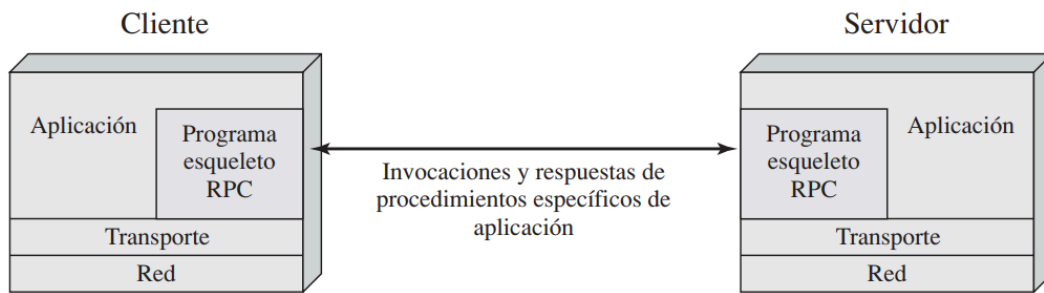 Cliente
Servidor
Aplicación
Programa
esqueleto
RPC
Transporte
Red
Invocaciones y respuestas de
procedimientos específicos de
aplicación
Programa
esqueleto
RPC
Aplicación
Transporte
Red